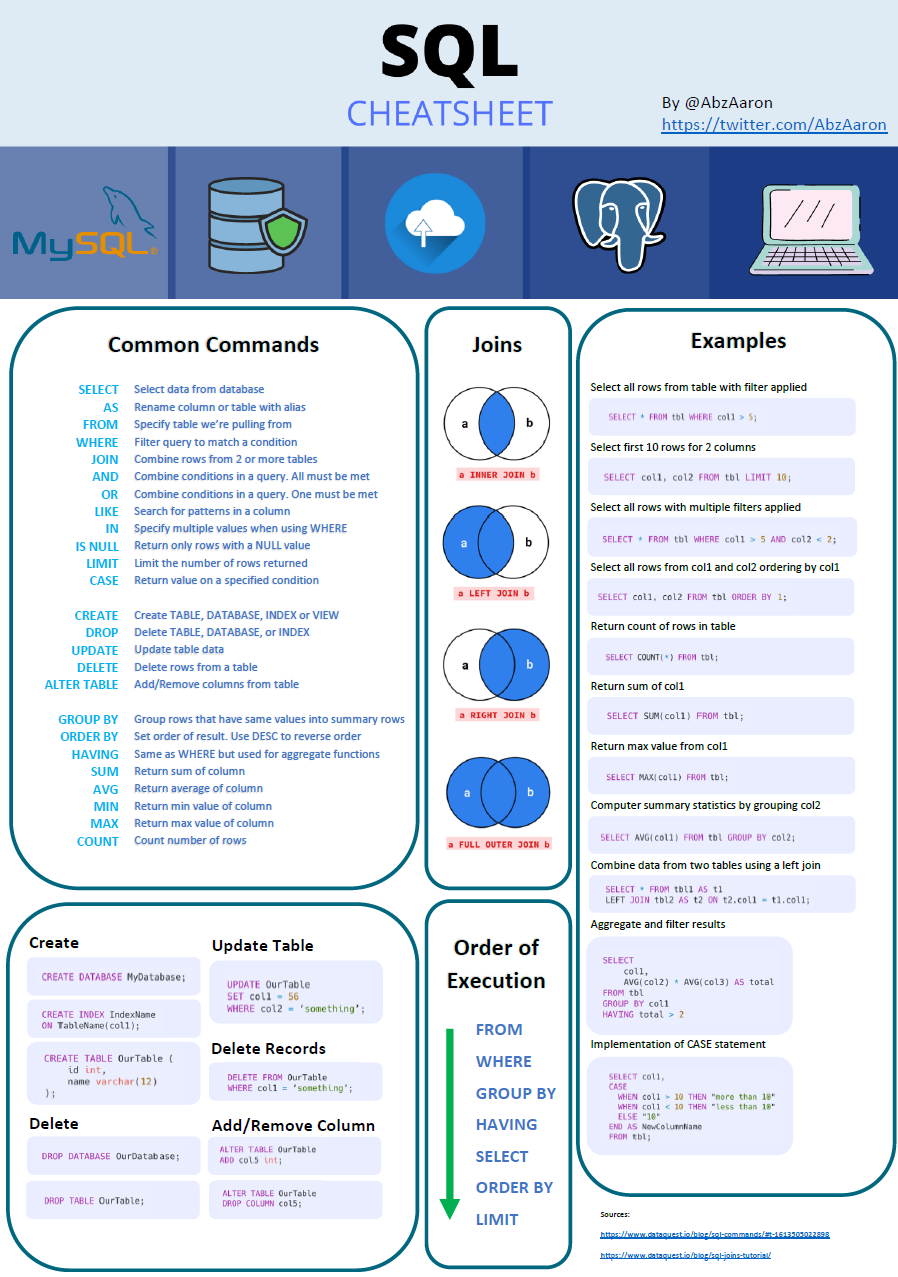 SQL
CHEATSHEET
By @AbzAaron
https://twitter.com/AbzAaron
MySQL®
Common Commands
SELECT Select data from database
AS Rename column or table with alias
FROM Specify table we're pulling from
WHERE Filter query to match a condition
JOIN Combine rows from 2 or more tables
AND Combine conditions in a query. All must be met
OR Combine conditions in a query. One must be met
LIKE Search for patterns in a column
IN Specify multiple values when using WHERE
IS NULL Return only rows with a NULL value
LIMIT Limit the number of rows returned
CASE Return value on a specified condition
CREATE Create TABLE, DATABASE, INDEX or VIEW
DROP Delete TABLE, DATABASE, or INDEX
UPDATE Update table data
DELETE Delete rows from a table
ALTER TABLE Add/Remove columns from table
GROUP BY Group rows that have same values into summary rows
ORDER BY Set order of result. Use DESC to reverse order
HAVING Same as WHERE but used for aggregate functions
SUM Return sum of column
AVG Return average of column
MIN Return min value of column
MAX Return max value of column
COUNT Count number of rows
Joins
a b
a INNER JOIN b
a b
a LEFT JOIN b
a b
a RIGHT JOIN b
a b
a FULL OUTER JOIN b
Examples
Select all rows from table with filter applied
SELECT * FROM tbl WHERE col1 > 5;
Select first 10 rows for 2 columns
SELECT col1, col2 FROM tbl LIMIT 10;
Select all rows with multiple filters applied
SELECT * FROM tbl WHERE col1 > 5 AND col2 < 2;
Select all rows from col1 and col2 ordering by col1
SELECT col1, col2 FROM tbl ORDER BY 1;
Return count of rows in table
SELECT COUNT(*) FROM tbl;
Return sum of col1
SELECT SUM(col1) FROM tbl;
Return max value from col1
SELECT MAX(col1) FROM tbl;
Computer summary statistics by grouping col2
SELECT AVG(col1) FROM tbl GROUP BY col2;
Combine data from two tables using a left join
SELECT * FROM tbl1 AS t1
LEFT JOIN tbl2 AS t2 ON t2.col1 = t1.col1;
Aggregate and filter results
SELECT
col1,
AVG(col2) * AVG(col3) AS total
FROM tbl
GROUP BY col1
HAVING total > 2
Implementation of CASE statement
SELECT col1,
CASE
WHEN col1 > 10 THEN "more than 10"
WHEN col1 < 10 THEN "less than 10"
ELSE "10"
END AS NewColumnName
FROM tbl;
Create
CREATE DATABASE MyDatabase;
CREATE INDEX IndexName
ON TableName(col1);
CREATE TABLE OurTable (
id int,
name varchar(12)
);
Delete
DROP DATABASE OurDatabase;
DROP TABLE OurTable;
Update Table
UPDATE OurTable
SET col1 = 56
WHERE col2 = ‘something’;
Delete Records
DELETE FROM OurTable
WHERE col1 = ‘something’;
Add/Remove Column
ALTER TABLE OurTable
ADD col5 int;
ALTER TABLE OurTable
DROP COLUMN col5;
Order of
Execution
FROM
WHERE
GROUP BY
HAVING
SELECT
ORDER BY
LIMIT
Sources:
https://www.dataquest.io/blog/sql-commands/#t-1613505022898
https://www.dataquest.io/blog/sql-joins-tutorial/